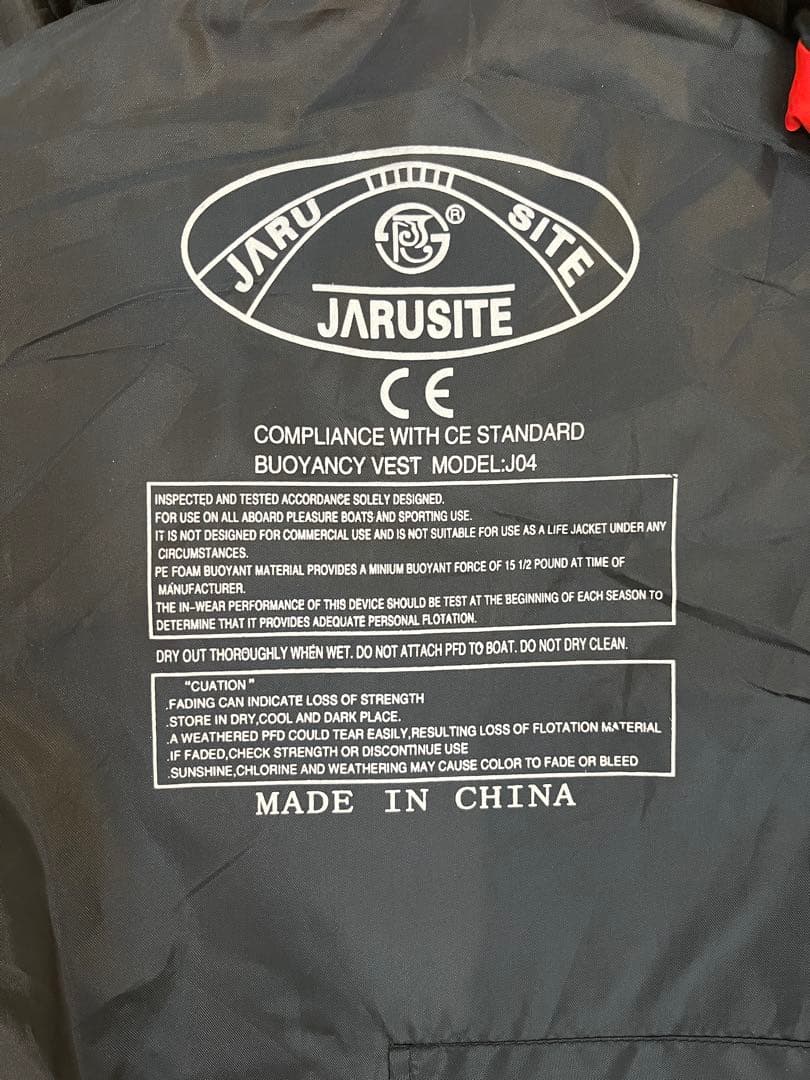 JARU SITE
®
JARUSITE
CE
COMPLIANCE WITH CE STANDARD
BUOYANCY VEST MODEL:J04
INSPECTED AND TESTED ACCORDANCE SOLELY DESIGNED.
FOR USE ON ALL ABOARD PLEASURE BOATS AND SPORTING USE.
IT IS NOT DESIGNED FOR COMMERCIAL USE AND IS NOT SUITABLE FOR USE AS A LIFE JACKET UNDER ANY
CIRCUMSTANCES.
PE FOAM BUOYANT MATERIAL PROVIDES A MINIUM BUOYANT FORCE OF 15 1/2 POUND AT TIME OF
MANUFACTURER.
THE IN-WEAR PERFORMANCE OF THIS DEVICE SHOULD BE TEST AT THE BEGINNING OF EACH SEASON TO
DETERMINE THAT IT PROVIDES ADEQUATE PERSONAL FLOTATION.
DRY OUT THOROUGHLY WHEN WET. DO NOT ATTACH PFD TO BOAT. DO NOT DRY CLEAN.
"CUATION"
.FADING CAN INDICATE LOSS OF STRENGTH
.STORE IN DRY,COOL AND DARK PLACE.
.A WEATHERED PFD COULD TEAR EASILY,RESULTING LOSS OF FLOTATION MATERIAL
.IF FADED,CHECK STRENGTH OR DISCONTINUE USE
.SUNSHINE,CHLORINE AND WEATHERING MAY CAUSE COLOR TO FADE OR BLEED
MADE IN CHINA